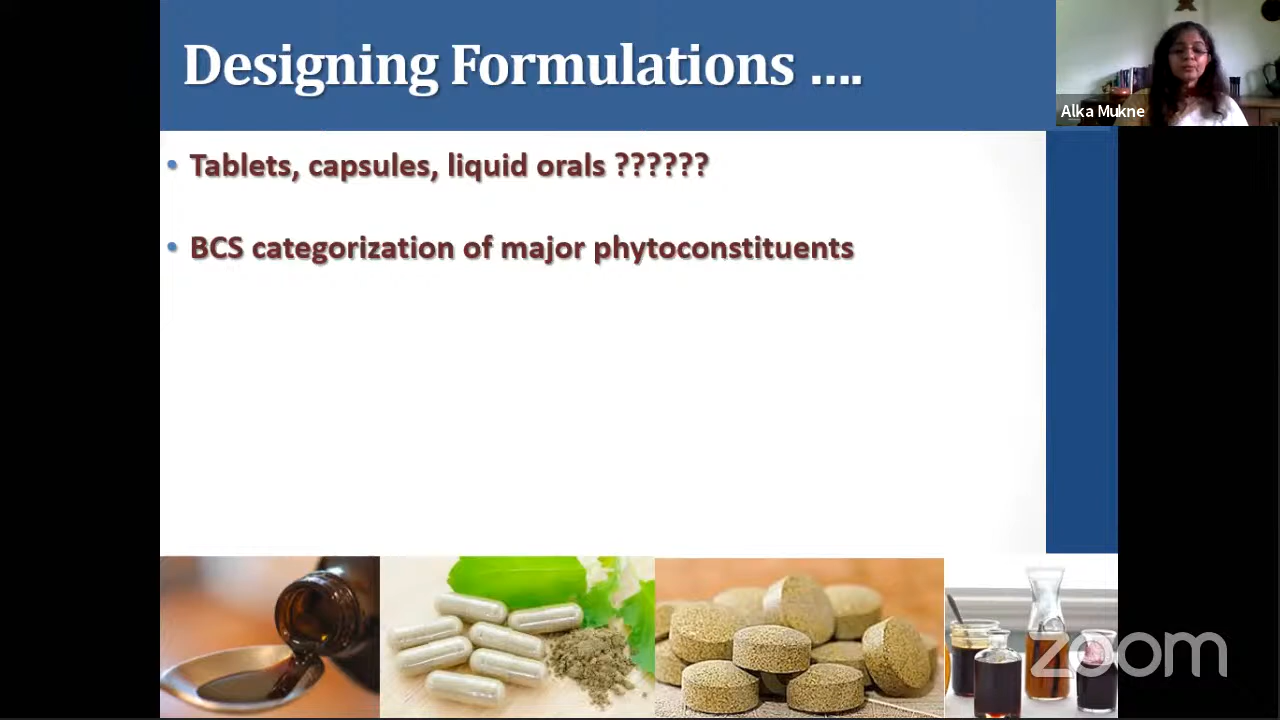 Designing Formulations ....
Alka Mukne
• Tablets, capsules, liquid orals ??????
• BCS categorization of major phytoconstituents
zoom